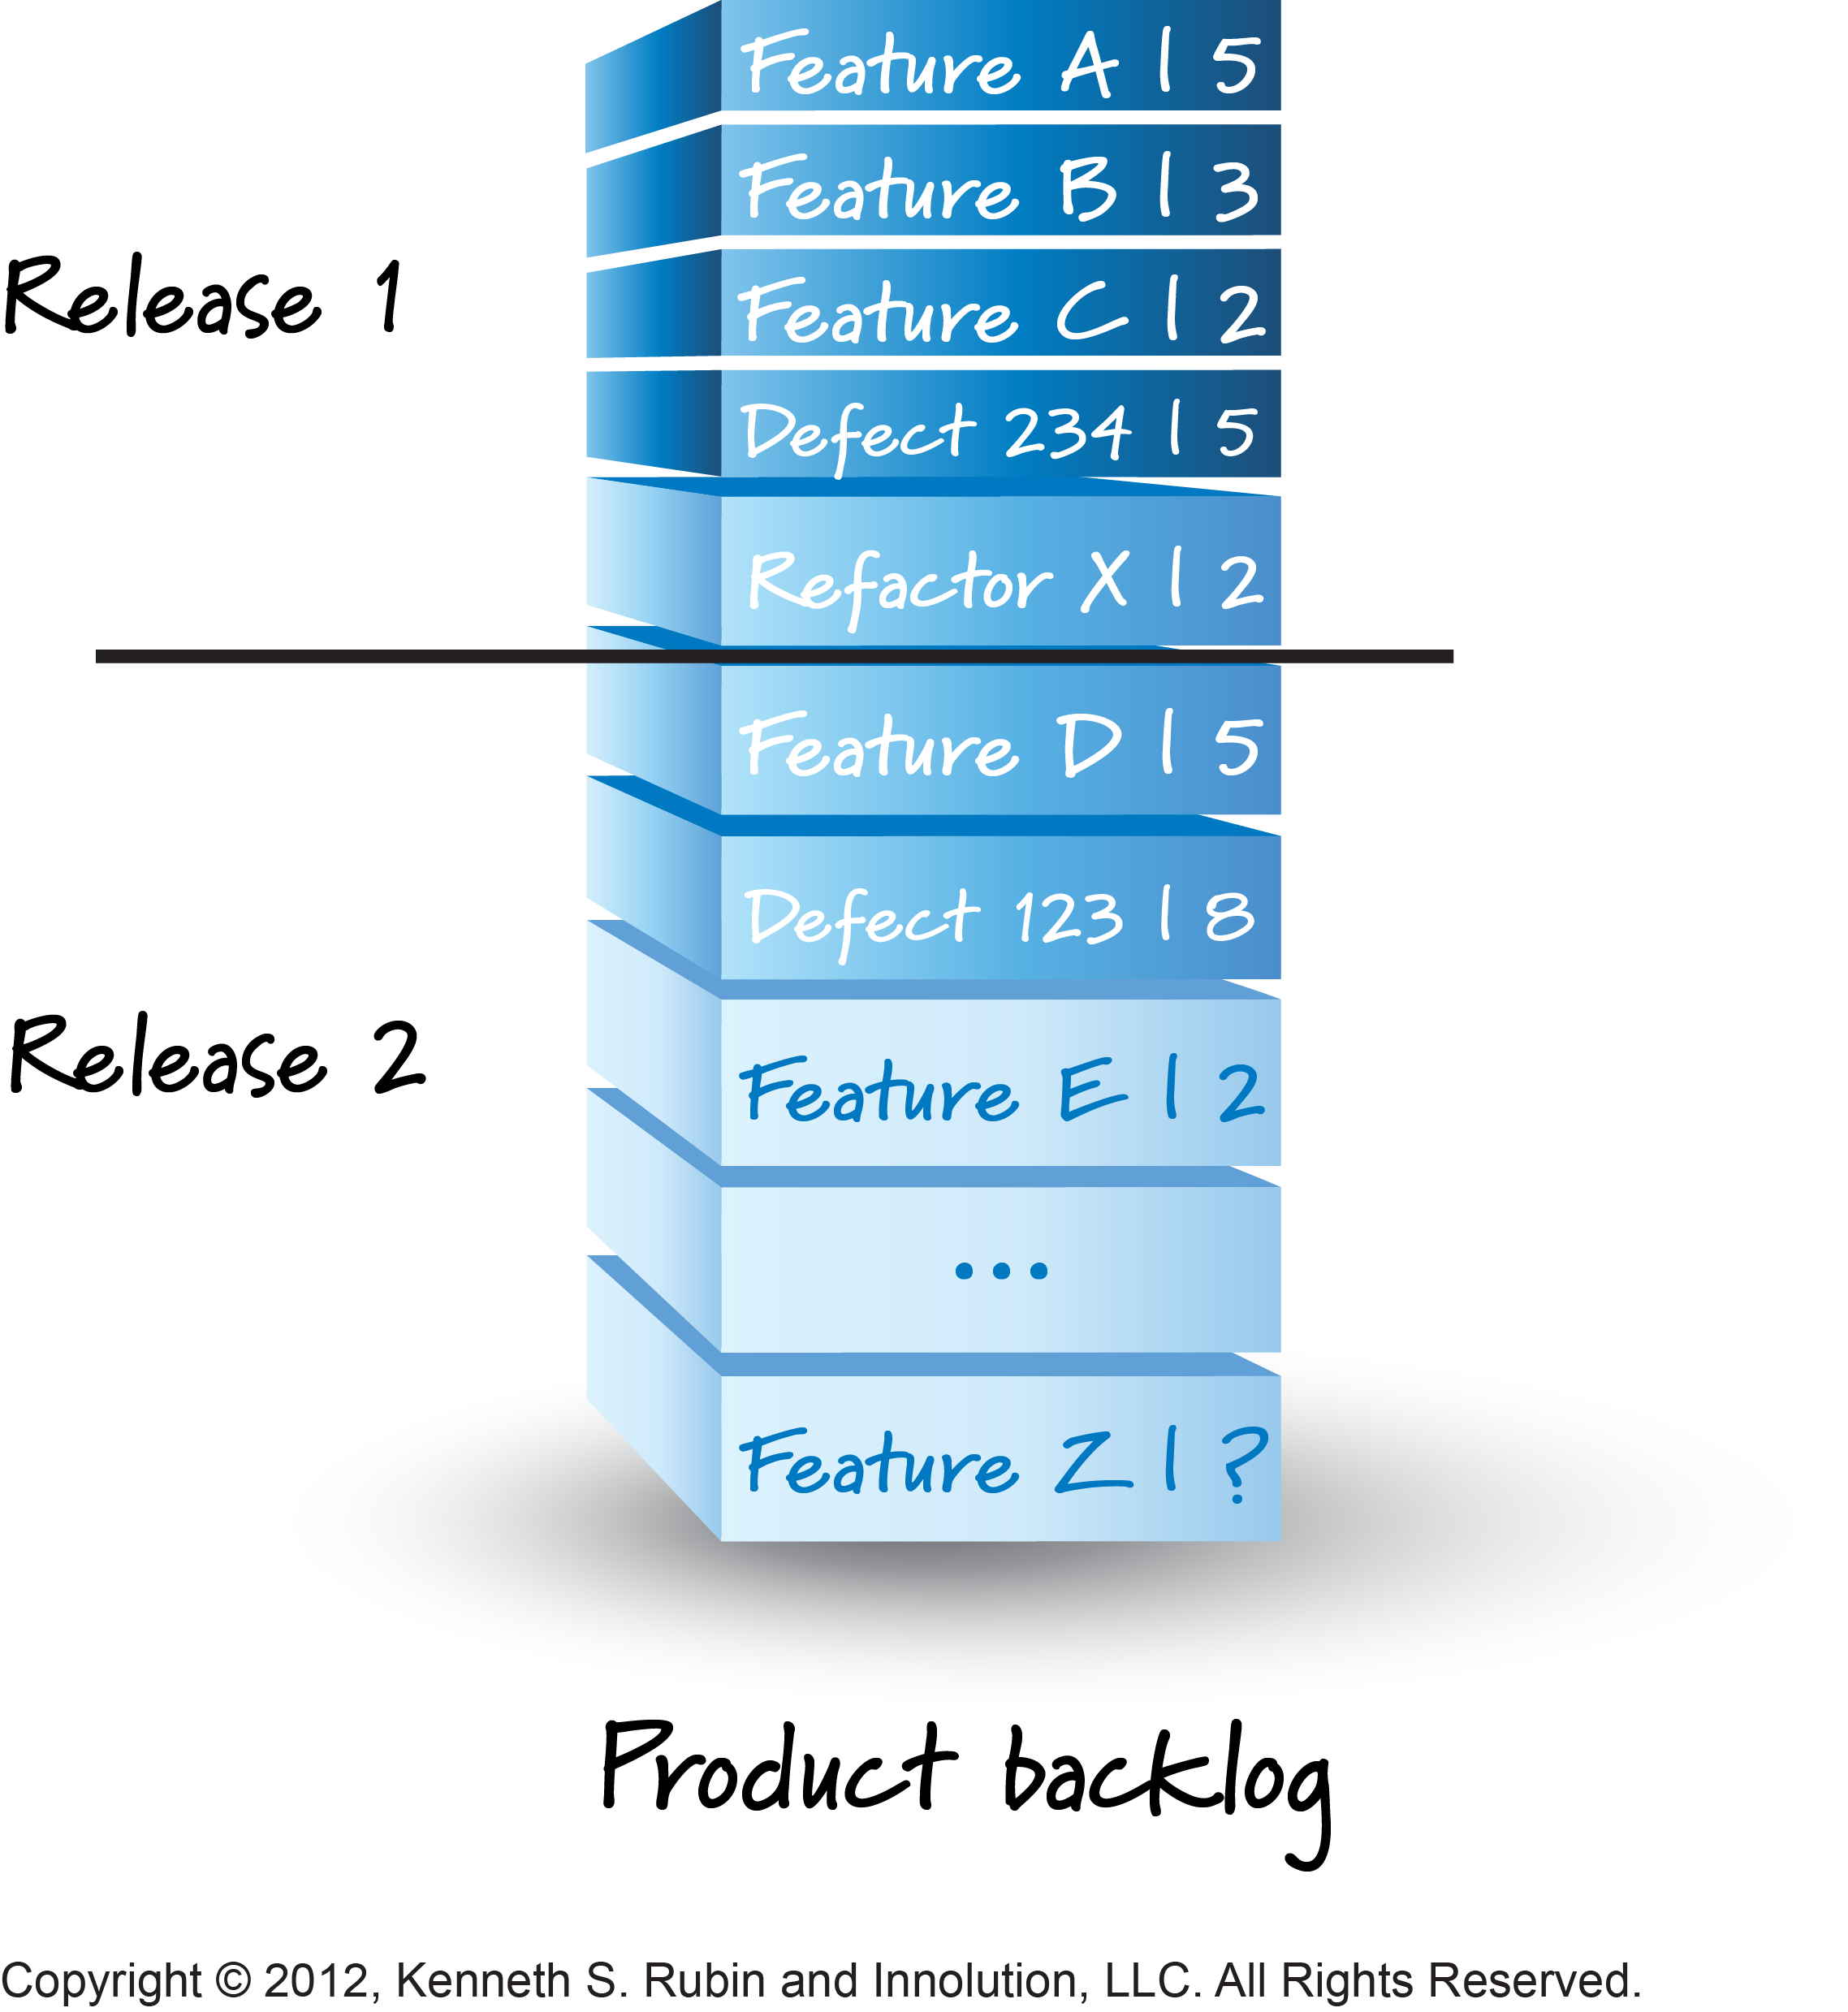 Feature A | 5
Feature B | 3
Release 1
Feature C | 2
Defect 234 | 5
Refactor X | 2
Feature D | 5
Defect 123 | 8
Release 2
Feature E | 2
...
Feature Z | ?
Product backlog
Copyright © 2012, Kenneth S. Rubin and Innolution, LLC. All Rights Reserved.